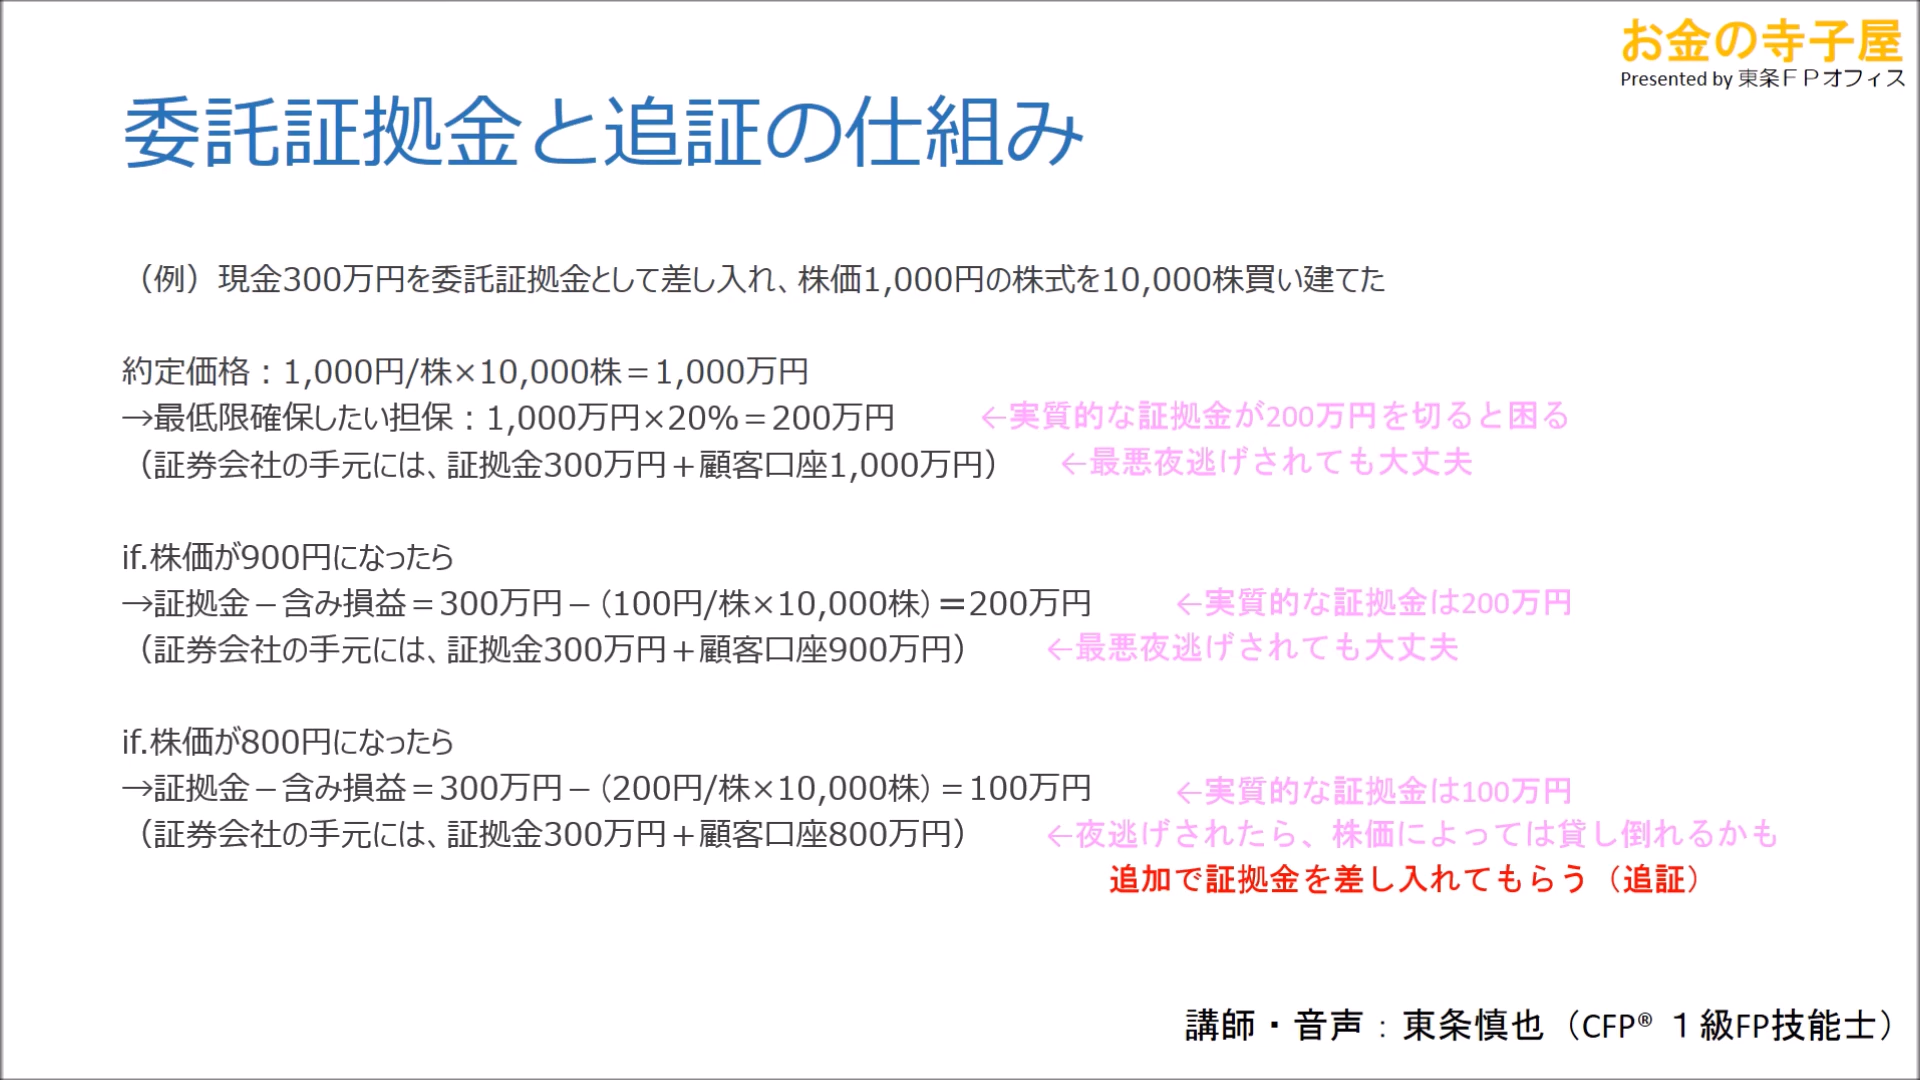 お金の寺子屋
Presented by 東条ＦＰオフィス
委託証拠金と追証の仕組み
（例）現金300万円を委託証拠金として差し入れ、株価1,000円の株式を10,000株買い建てた
約定価格：1,000円/株×10,000株＝1,000万円
→最低限確保したい担保：1,000万円×20%＝200万円 ←実質的な証拠金が200万円を切ると困る
（証券会社の手元には、証拠金300万円＋顧客口座1,000万円） ←最悪夜逃げされても大丈夫
if.株価が900円になったら
→証拠金－含み損益＝300万円－（100円/株×10,000株）＝200万円 ←実質的な証拠金は200万円
（証券会社の手元には、証拠金300万円＋顧客口座900万円） ←最悪夜逃げされても大丈夫
if.株価が800円になったら
→証拠金－含み損益＝300万円－（200円/株×10,000株）＝100万円 ←実質的な証拠金は100万円
（証券会社の手元には、証拠金300万円＋顧客口座800万円） ←夜逃げされたら、株価によっては貸し倒れるかも
追加で証拠金を差し入れてもらう（追証）
講師・音声：東条慎也（CFP® １級FP技能士）